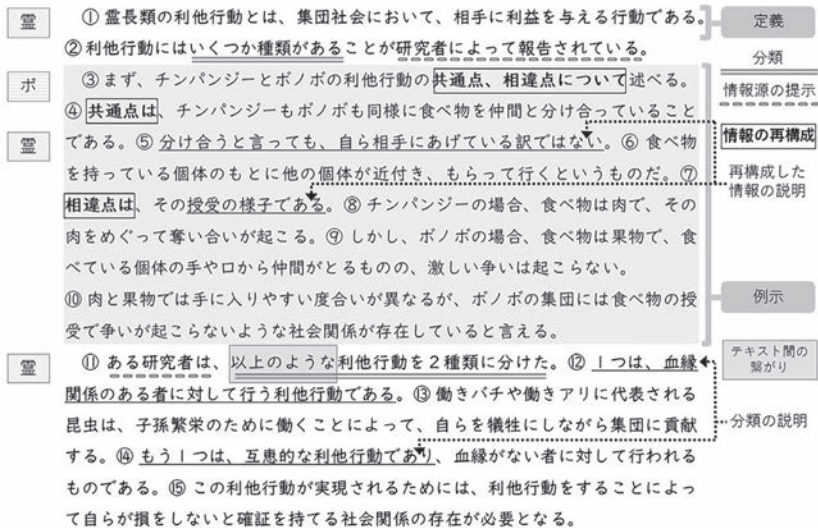 霊
① 霊長類の利他行動とは、集団社会において、相手に利益を与える行動である。
定義
② 利他行動にはいくつか種類があることが研究者によって報告されている。
分類
情報源の提示
ボ
③ まず、チンパンジーとボノボの利他行動の共通点、相違点について述べる。
④ 共通点は、チンパンジーもボノボも同様に食べ物を仲間と分け合っていること
情報の再構成
霊
である。⑤ 分け合うと言っても、自ら相手にあげている訳ではない。⑥ 食べ物
を持っている個体のもとに他の個体が近付き、もらって行くというものだ。⑦
再構成した
情報の説明
相違点は、その授受の様子である。⑧ チンパンジーの場合、食べ物は肉で、その
肉をめぐって奪い合いが起こる。⑨ しかし、ボノボの場合、食べ物は果物で、食
べている個体の手や口から仲間がとるものの、激しい争いは起こらない。
⑩ 肉と果物では手に入りやすい度合いが異なるが、ボノボの集団には食べ物の授
例示
受で争いが起こらないような社会関係が存在していると言える。
霊
⑪ ある研究者は、以上のような利他行動を2種類に分けた。⑫ 1つは、血縁
テキスト間の
繋がり
関係のある者に対して行う利他行動である。⑬ 働きバチや働きアリに代表される
昆虫は、子孫繁栄のために働くことによって、自らを犠牲にしながら集団に貢献
分類の説明
する。⑭ もう1つは、互恵的な利他行動であり、血縁がない者に対して行われる
ものである。⑮ この利他行動が実現されるためには、利他行動をすることによっ
て自らが損をしないと確証を持てる社会関係の存在が必要となる。